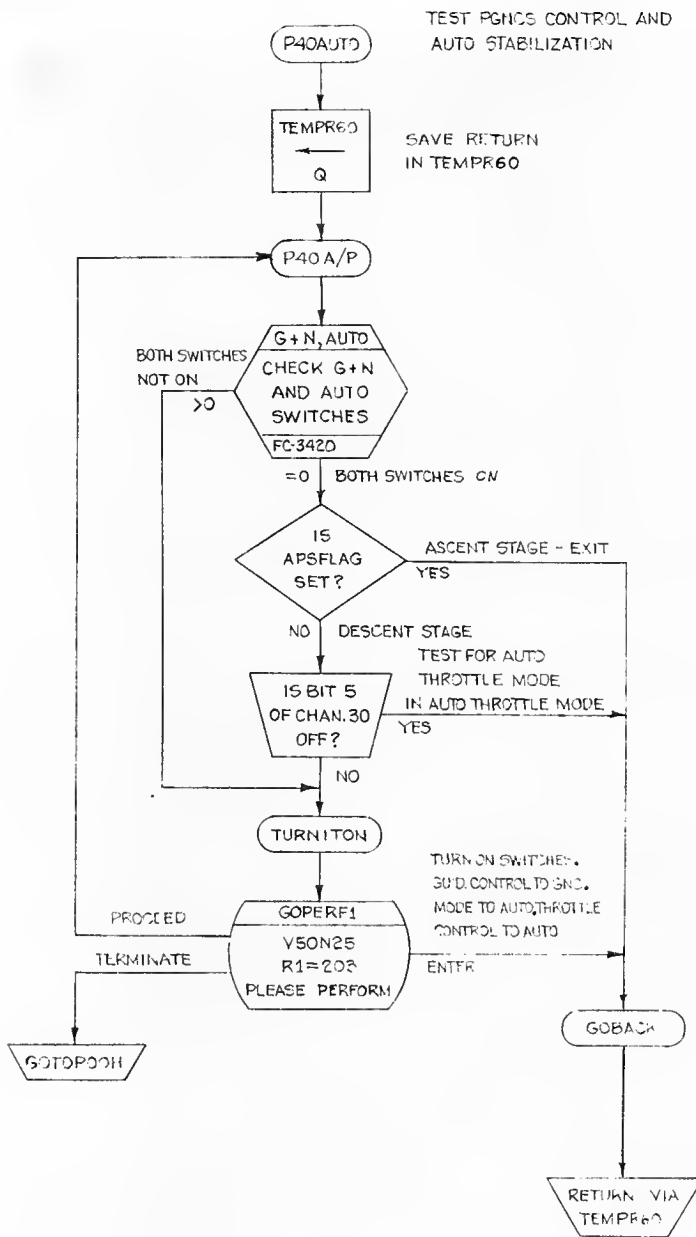 TEST PGNCS CONTROL AND
AUTO STABILIZATION
P40AUTO
TEMPR60
Q
SAVE RETURN
IN TEMPR60
P40 A/P
G+N, AUTO
CHECK G+N
AND AUTO
SWITCHES
FC-3420
BOTH SWITCHES
NOT ON
>0
=0 BOTH SWITCHES ON
IS
APSFLAG
SET?
ASCENT STAGE - EXIT
YES
NO DESCENT STAGE
TEST FOR AUTO
THROTTLE MODE
IN AUTO THROTTLE MODE
YES
IS BIT 5
OF CHAN. 30
OFF?
NO
TURNITON
TURN ON SWITCHES.
GUID. CONTROL TO GNC.
MODE TO AUTO, THROTTLE
CONTROL TO AUTO
GOPERF1
V50N25
R1=203
PLEASE PERFORM
PROCEED
TERMINATE
ENTER
GOTOPOOH
GOBACK
RETURN VIA
TEMPR60